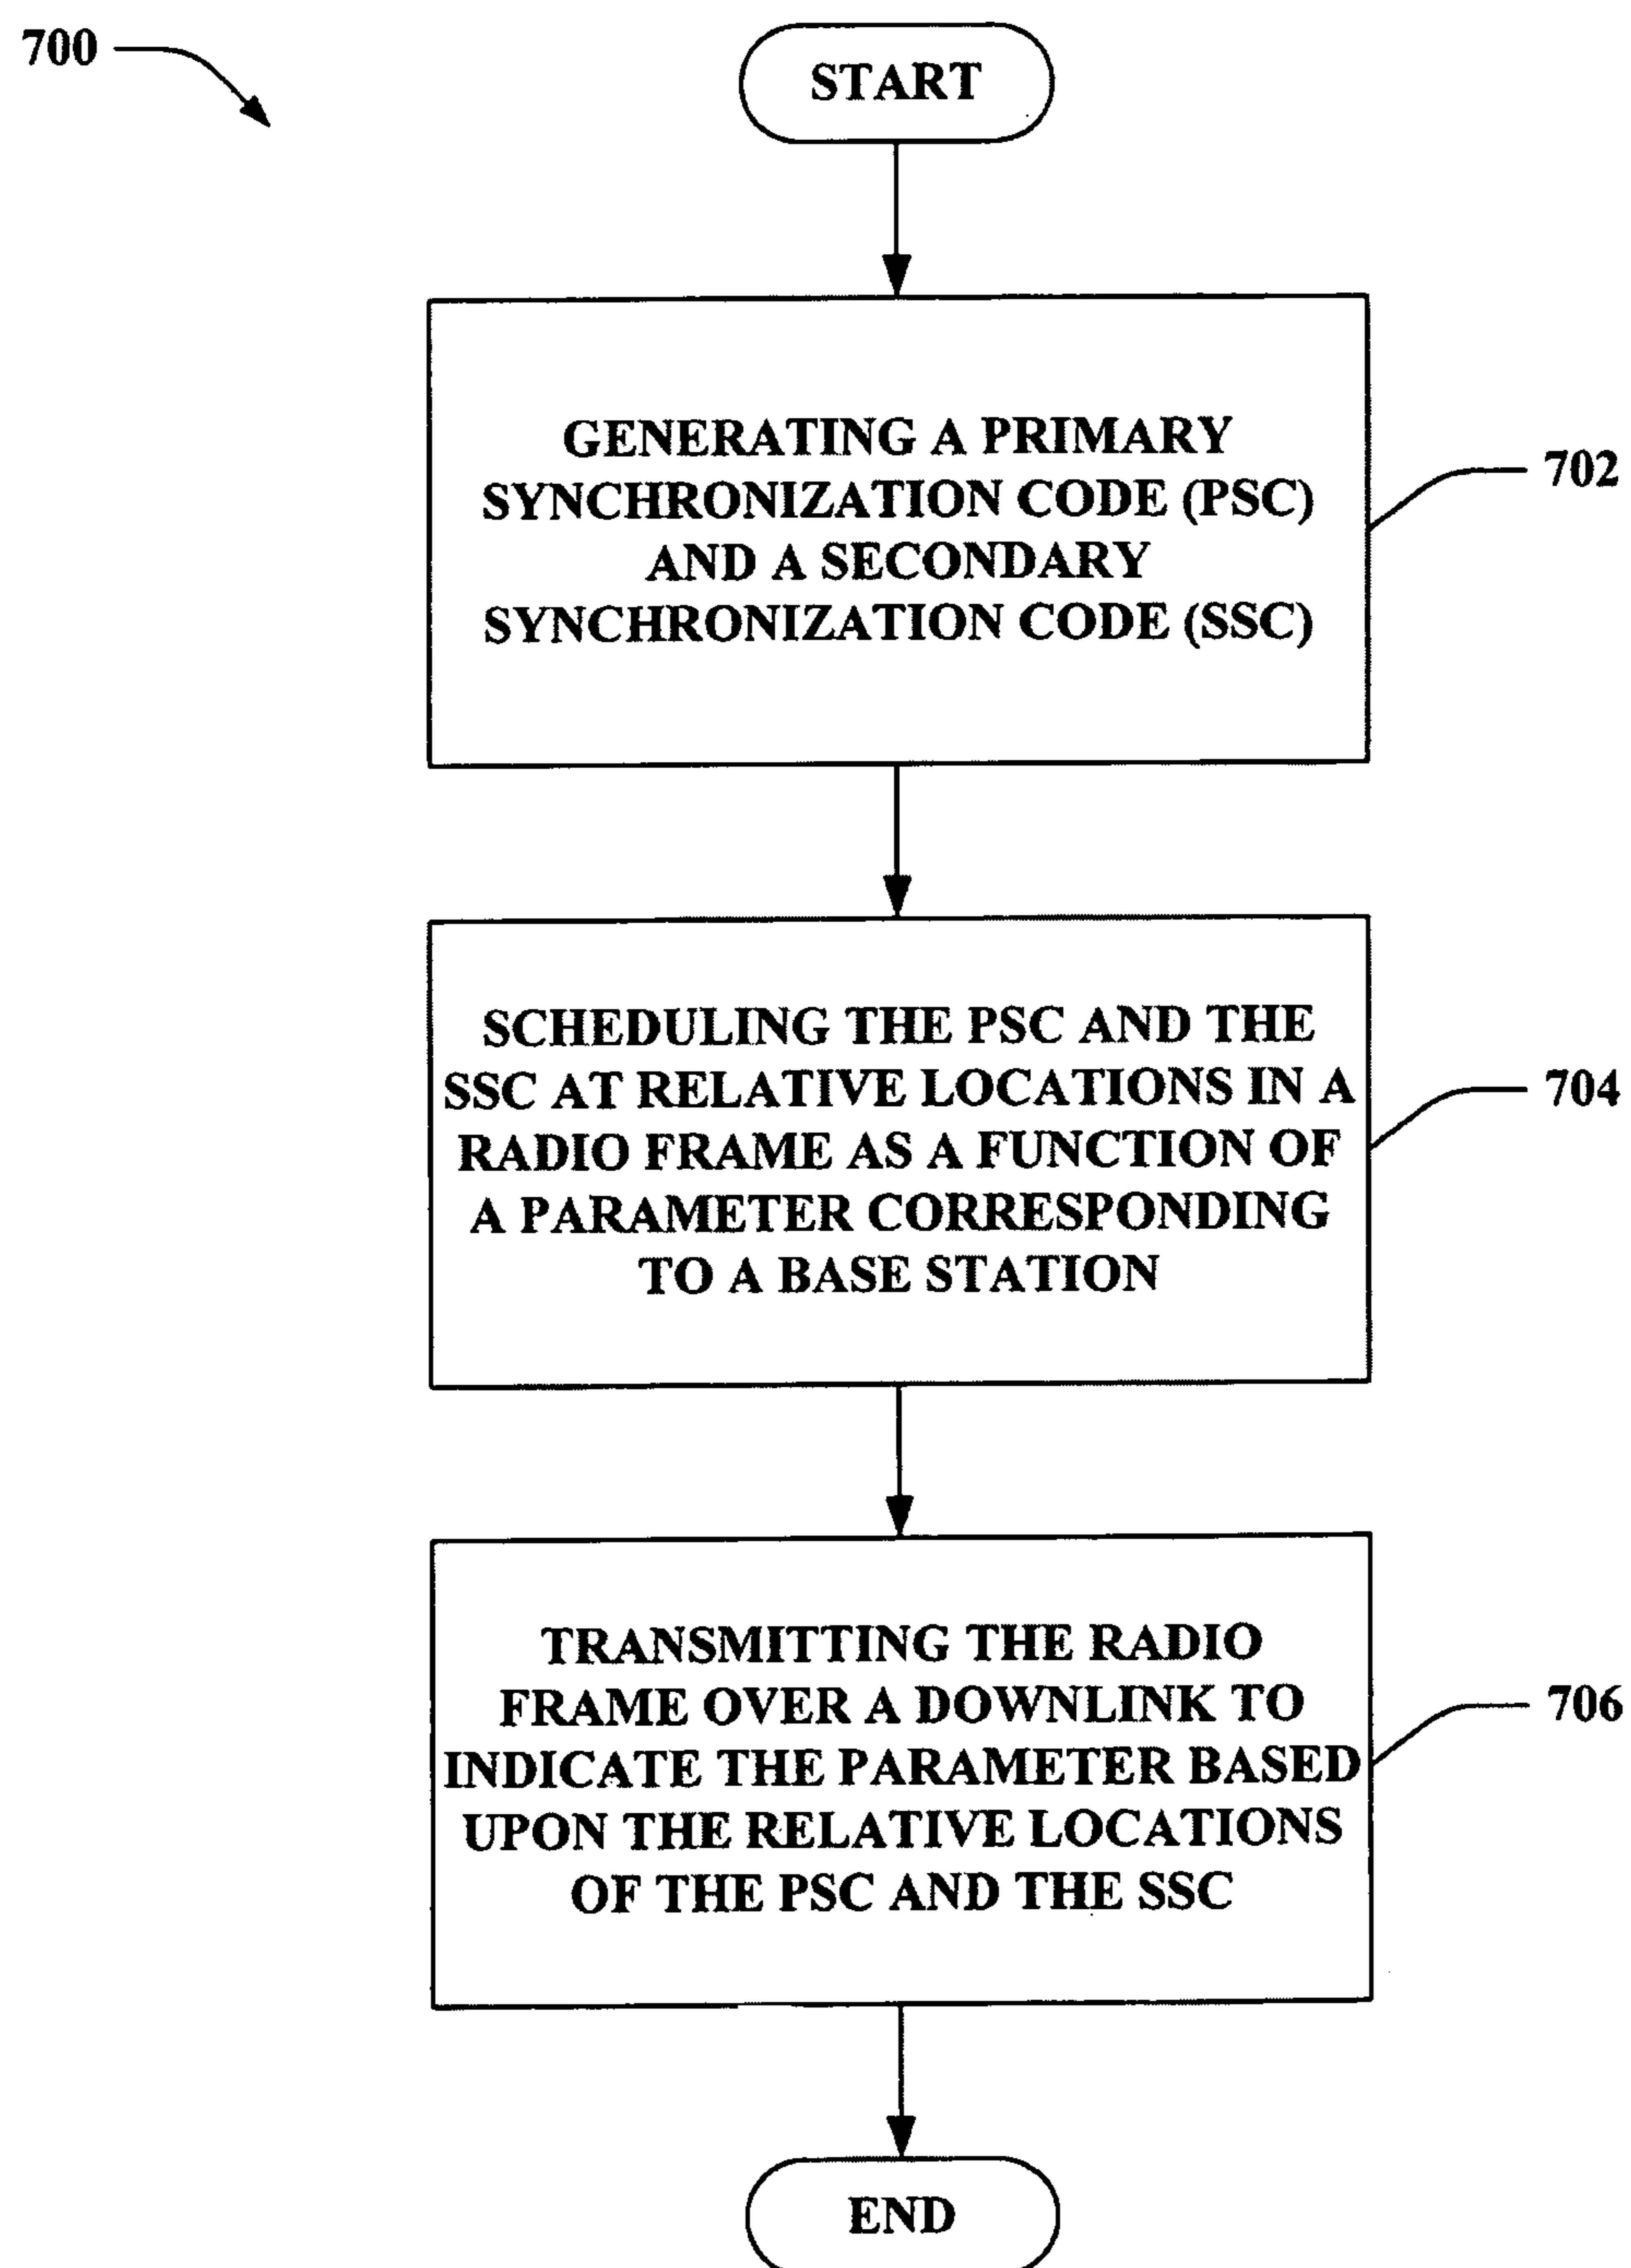 700
START
GENERATING A PRIMARY
SYNCHRONIZATION CODE (PSC)
AND A SECONDARY
SYNCHRONIZATION CODE (SSC)
702
SCHEDULING THE PSC AND THE
SSC AT RELATIVE LOCATIONS IN A
RADIO FRAME AS A FUNCTION OF
A PARAMETER CORRESPONDING
TO A BASE STATION
704
TRANSMITTING THE RADIO
FRAME OVER A DOWNLINK TO
INDICATE THE PARAMETER BASED
UPON THE RELATIVE LOCATIONS
OF THE PSC AND THE SSC
706
END